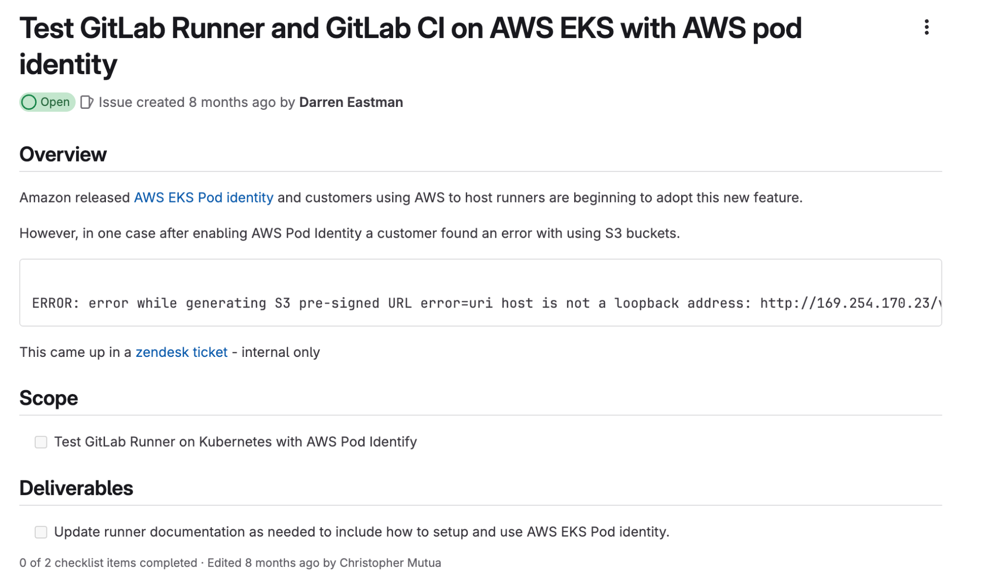 Test GitLab Runner and GitLab CI on AWS EKS with AWS pod
identity
Open Issue created 8 months ago by Darren Eastman
Overview
Amazon released AWS EKS Pod identity and customers using AWS to host runners are beginning to adopt this new feature.
However, in one case after enabling AWS Pod Identity a customer found an error with using S3 buckets.
ERROR: error while generating S3 pre-signed URL error=uri host is not a loopback address: http://169.254.170.23/
This came up in a zendesk ticket - internal only
Scope
Test GitLab Runner on Kubernetes with AWS Pod Identify
Deliverables
Update runner documentation as needed to include how to setup and use AWS EKS Pod identity.
0 of 2 checklist items completed · Edited 8 months ago by Christopher Mutua